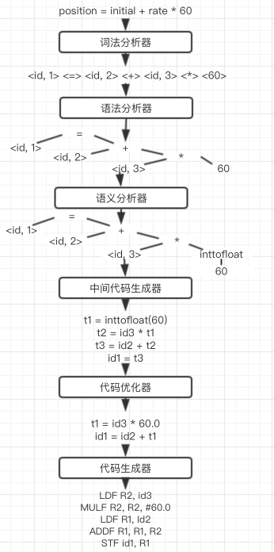 position = initial + rate * 60
词法分析器
<id, 1> <=> <id, 2> <+> <id, 3> <*> <60>
语法分析器
=
<id, 1>
+
<id, 2>
*
<id, 3>
60
语义分析器
=
<id, 1>
+
<id, 2>
*
<id, 3>
inttofloat
60
中间代码生成器
t1 = inttofloat(60)
t2 = id3 * t1
t3 = id2 + t2
id1 = t3
代码优化器
t1 = id3 * 60.0
id1 = id2 + t1
代码生成器
LDF R2, id3
MULF R2, R2, #60.0
LDF R1, Id2
ADDF R1, R1, R2
STF id1, R1